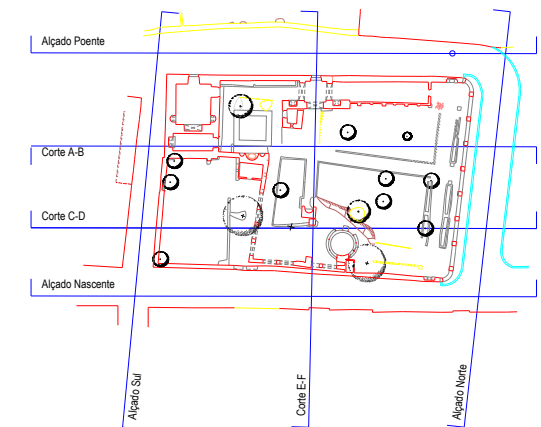 Alçado Poente
Corte A-B
Corte C-D
Alçado Nascente
Alçado Sul
Corte E-F
Alçado Norte